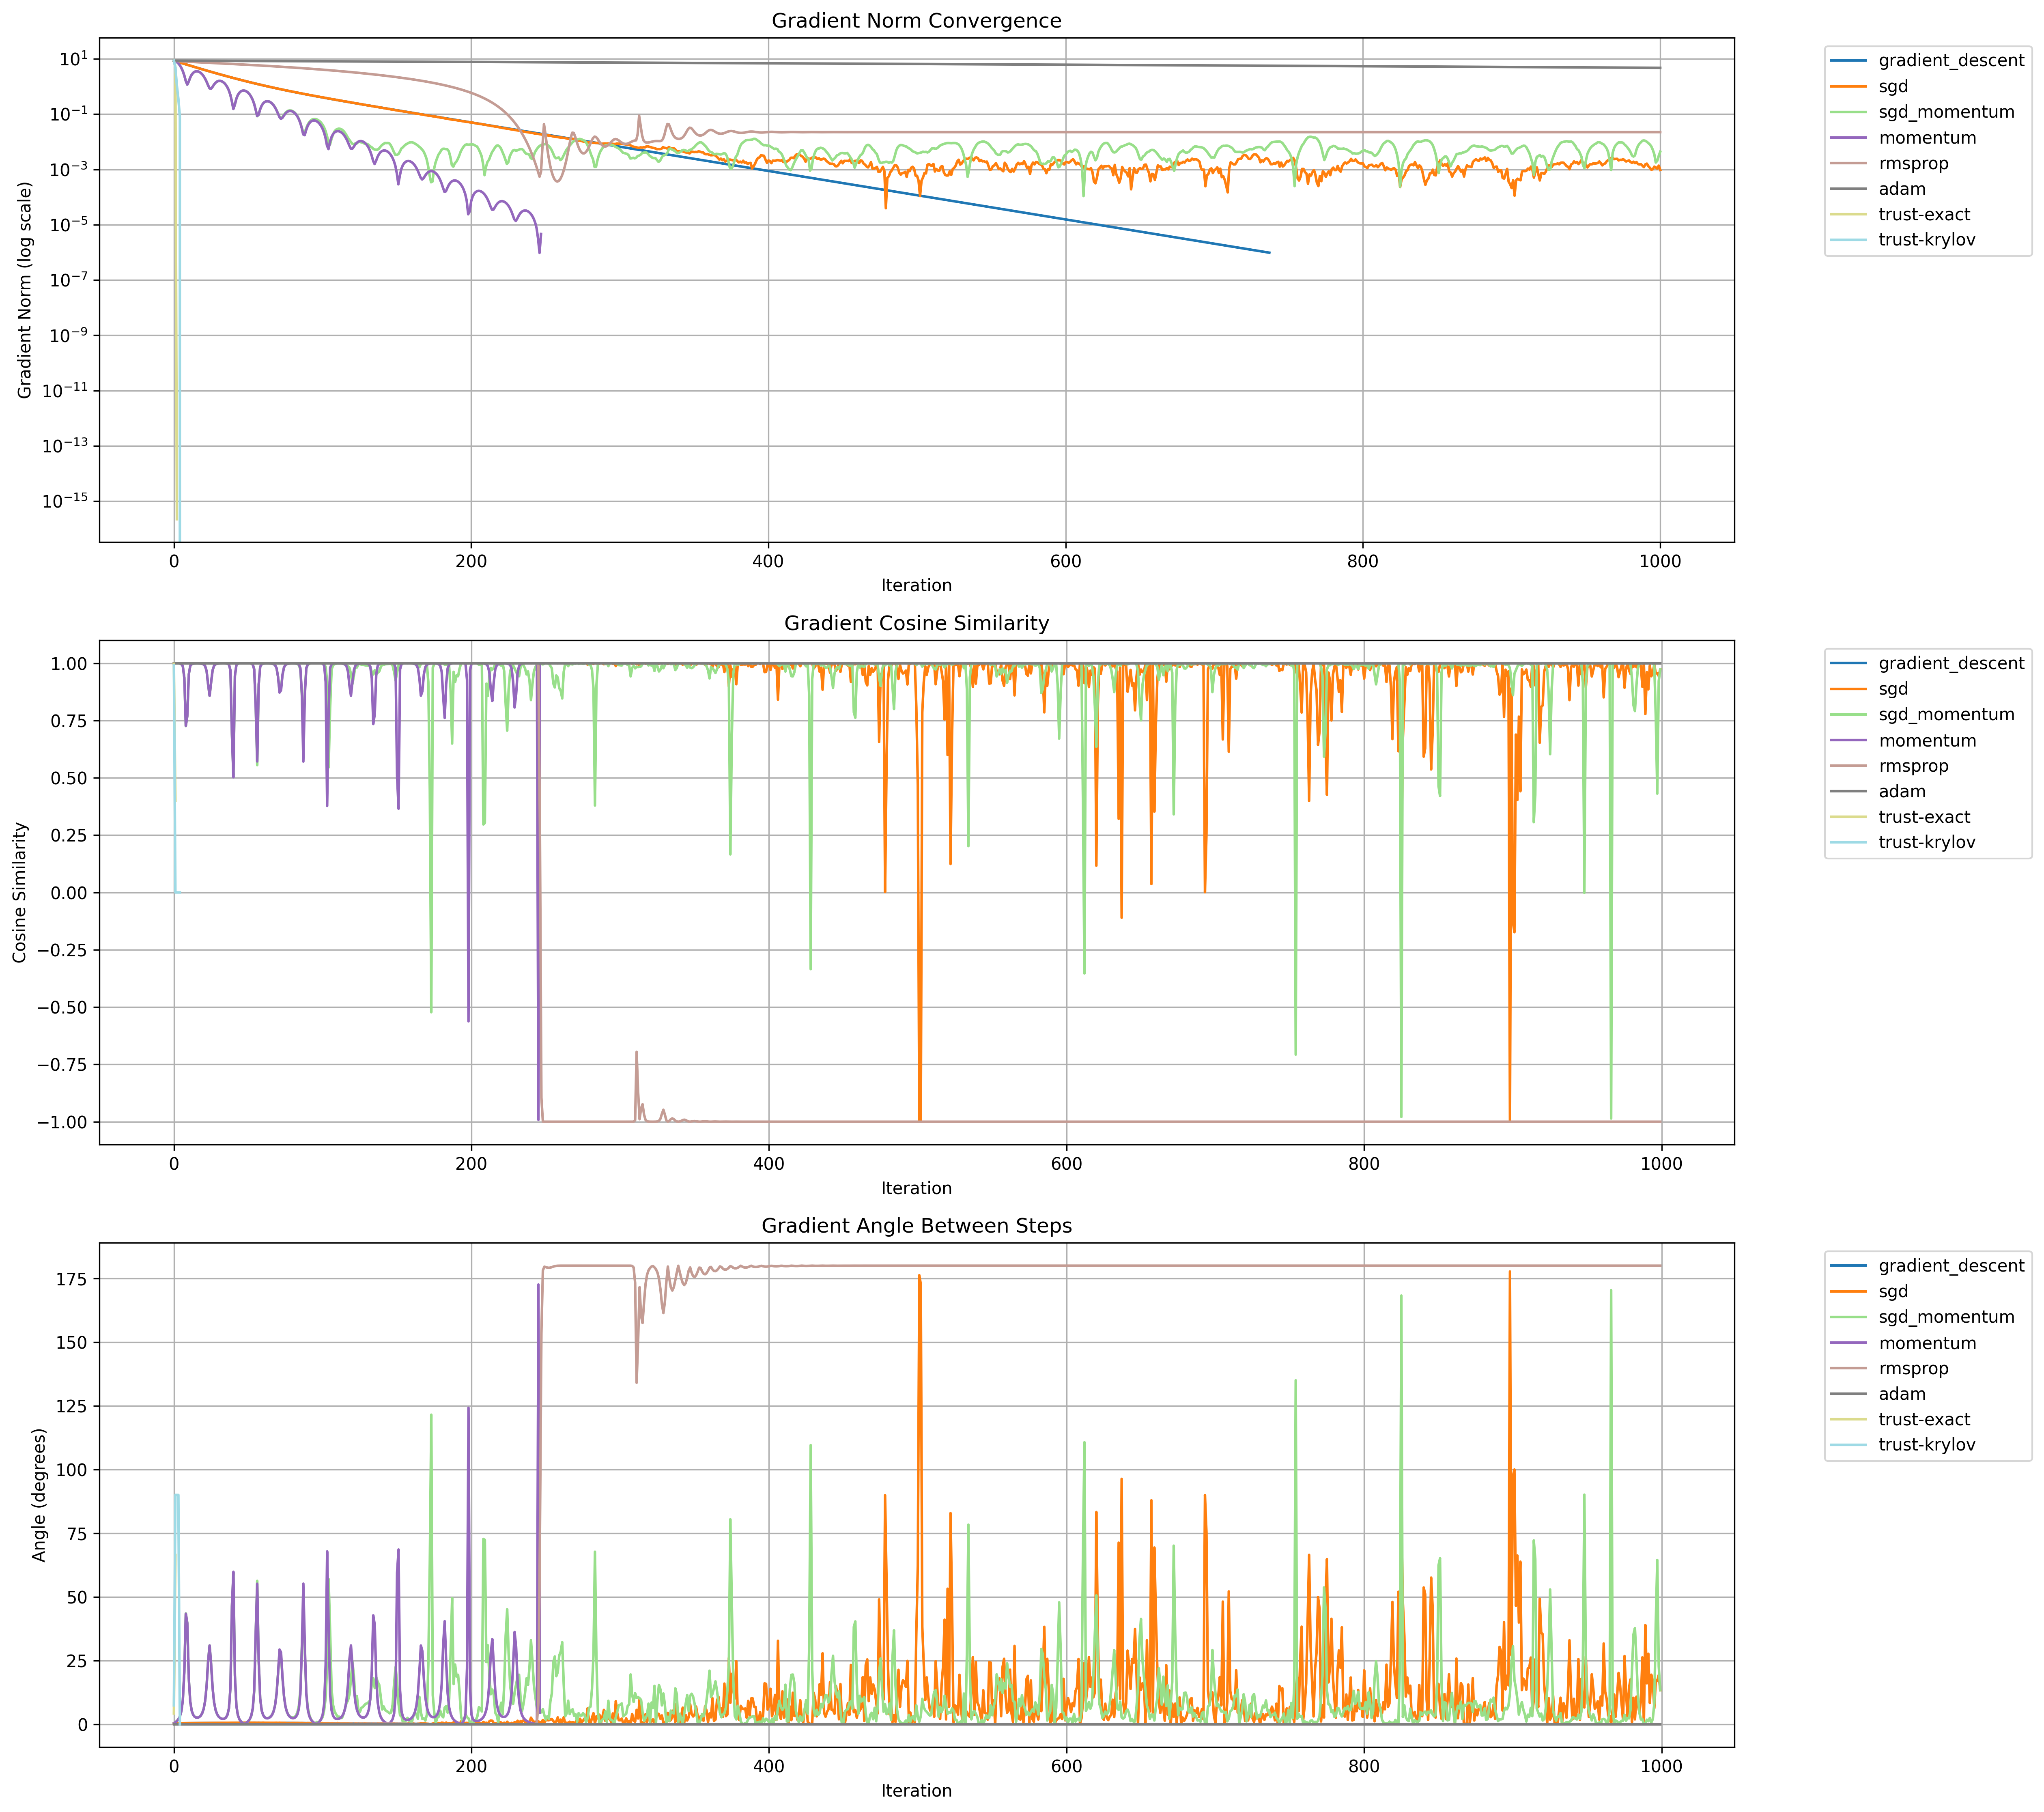 Gradient Norm Convergence
Gradient Norm (log scale)
10^1
10^-1
10^-3
10^-5
10^-7
10^-9
10^-11
10^-13
10^-15
0 200 400 600 800 1000
Iteration
gradient_descent
sgd
sgd_momentum
momentum
rmsprop
adam
trust-exact
trust-krylov
Gradient Cosine Similarity
Cosine Similarity
1.00
0.75
0.50
0.25
0.00
−0.25
−0.50
−0.75
−1.00
0 200 400 600 800 1000
Iteration
gradient_descent
sgd
sgd_momentum
momentum
rmsprop
adam
trust-exact
trust-krylov
Gradient Angle Between Steps
Angle (degrees)
175
150
125
100
75
50
25
0
0 200 400 600 800 1000
Iteration
gradient_descent
sgd
sgd_momentum
momentum
rmsprop
adam
trust-exact
trust-krylov